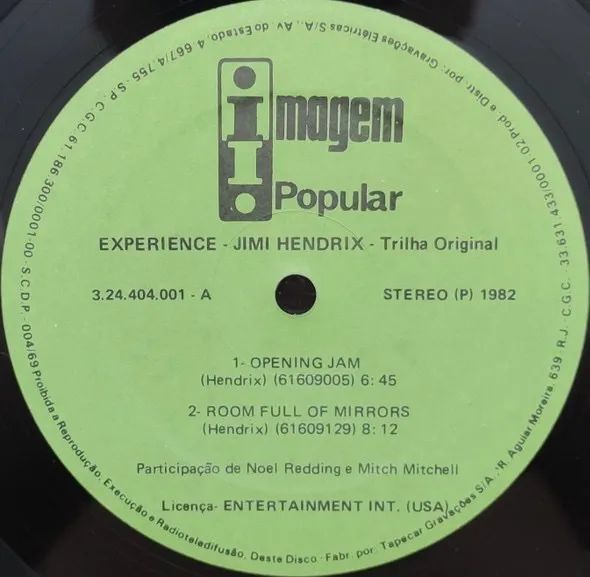 imagem
Popular
EXPERIENCE - JIMI HENDRIX - Trilha Original
3.24.404.001 - A
STEREO (P) 1982
1- OPENING JAM
(Hendrix) (61609005) 6: 45
2- ROOM FULL OF MIRRORS
(Hendrix) (61609129) 8: 12
Participação de Noel Redding e Mitch Mitchell
Licença- ENTERTAINMENT INT. (USA)
Prod e Distr. por: Gravações Elétricas S/A., Av. do Estado, 4.667/4.755 - S.P. - C.G.C. 61.186.300/0001-00 - S.C.D.P. - 004/69 Proibida a Reprodução, Execução e Radioteledifusão, Deste Disco - Fabr. por: Tapecar Gravações S/A - R. Aguiar Moreira, 639 - R.J. - C.G.C. 33.631.433/0001-02